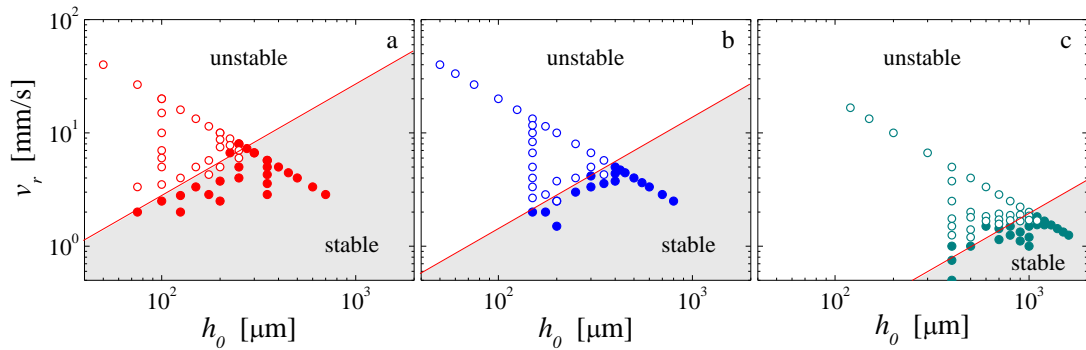 10²
10¹
10⁰
v_r [mm/s]
unstable
a
stable
10² 10³
h_0 [μm]
unstable
b
stable
10² 10³
h_0 [μm]
unstable
c
stable
10² 10³
h_0 [μm]